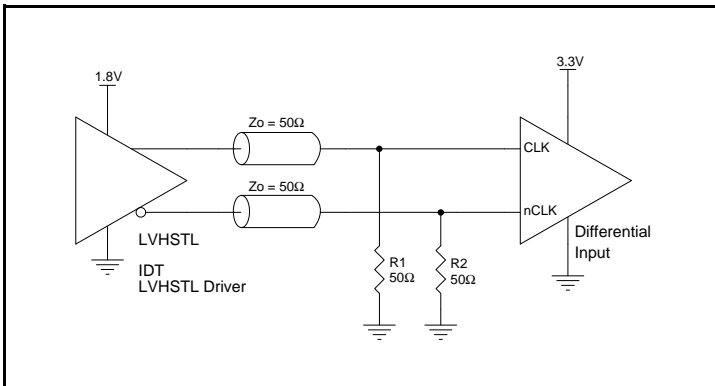 1.8V
3.3V
Zo = 50Ω
CLK
Zo = 50Ω
nCLK
LVHSTL
IDT
LVHSTL Driver
R1
50Ω
R2
50Ω
Differential
Input